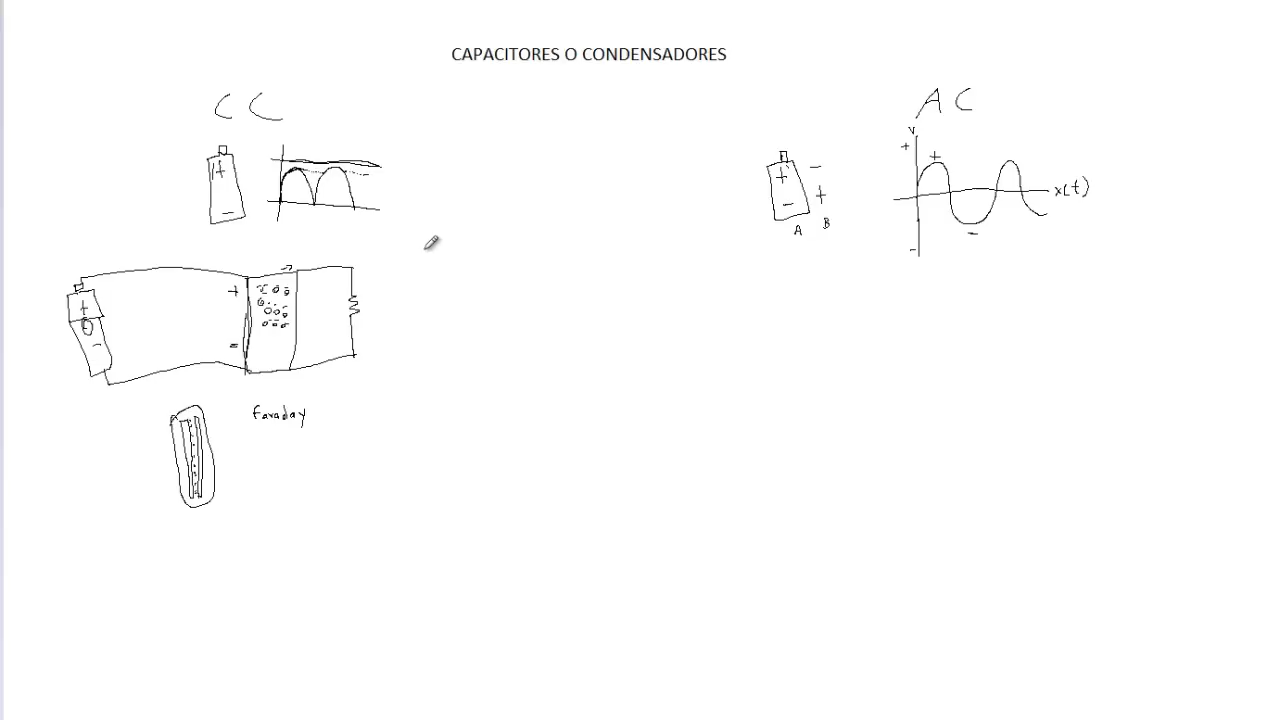 CAPACITORES O CONDENSADORES
CC
AC
+
-
+
-
-
+
A
B
V
+
-
+
-
x(t)
+
+
-
+
=
faraday